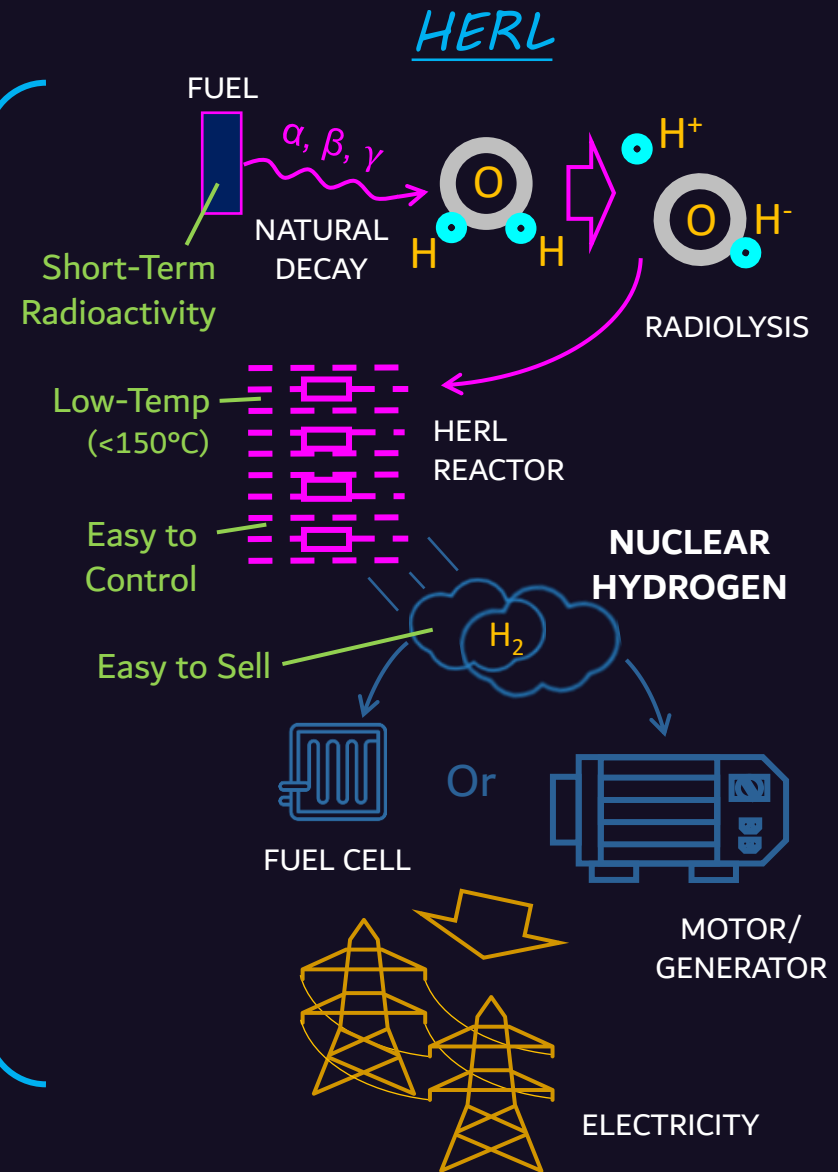 HERL
FUEL
α, β, γ
NATURAL
DECAY
Short-Term
Radioactivity
O
H
H
H⁺
O
H⁻
RADIOLYSIS
Low-Temp
(<150°C)
HERL
REACTOR
Easy to
Control
NUCLEAR
HYDROGEN
H₂
Easy to Sell
Or
FUEL CELL
MOTOR/
GENERATOR
ELECTRICITY